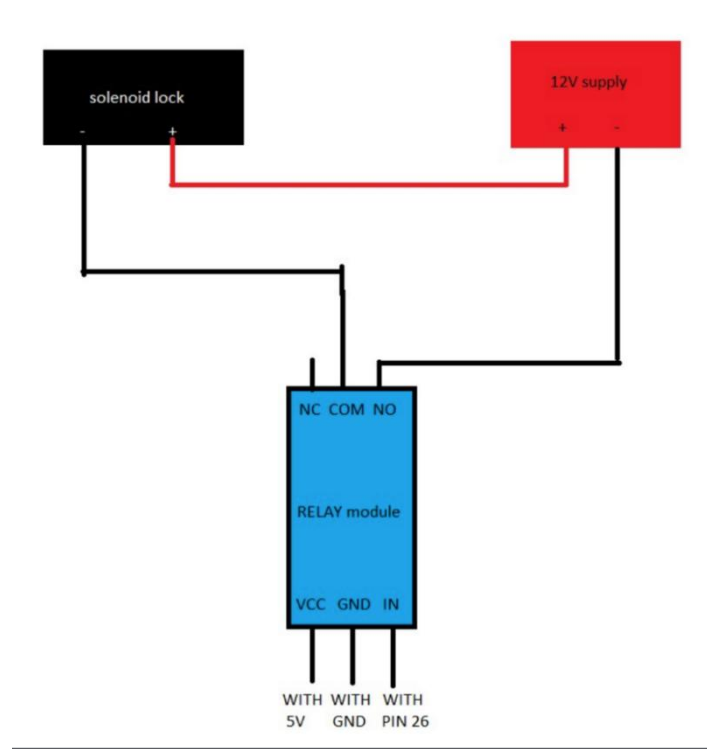 solenoid lock
- +
12V supply
+ -
NC COM NO
RELAY module
VCC GND IN
WITH WITH WITH
5V GND PIN 26